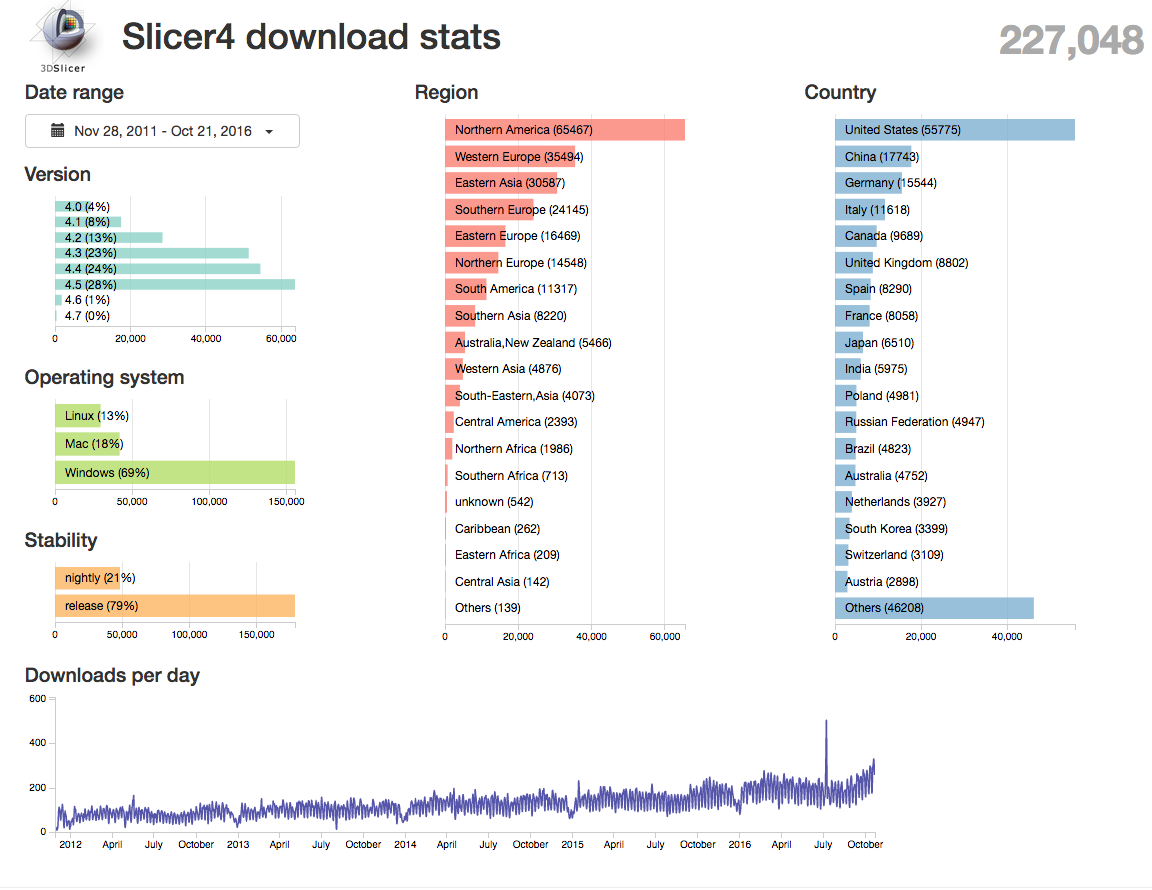 3DSlicer
Slicer4 download stats
227,048
Date range
Nov 28, 2011 - Oct 21, 2016
Version
4.0 (4%)
4.1 (8%)
4.2 (13%)
4.3 (23%)
4.4 (24%)
4.5 (28%)
4.6 (1%)
4.7 (0%)
0 20,000 40,000 60,000
Operating system
Linux (13%)
Mac (18%)
Windows (69%)
0 50,000 100,000 150,000
Stability
nightly (21%)
release (79%)
0 50,000 100,000 150,000
Region
Northern America (65467)
Western Europe (35494)
Eastern Asia (30587)
Southern Europe (24145)
Eastern Europe (16469)
Northern Europe (14548)
South America (11317)
Southern Asia (8220)
Australia,New Zealand (5466)
Western Asia (4876)
South-Eastern,Asia (4073)
Central America (2393)
Northern Africa (1986)
Southern Africa (713)
unknown (542)
Caribbean (262)
Eastern Africa (209)
Central Asia (142)
Others (139)
0 20,000 40,000 60,000
Country
United States (55775)
China (17743)
Germany (15544)
Italy (11618)
Canada (9689)
United Kingdom (8802)
Spain (8290)
France (8058)
Japan (6510)
India (5975)
Poland (4981)
Russian Federation (4947)
Brazil (4823)
Australia (4752)
Netherlands (3927)
South Korea (3399)
Switzerland (3109)
Austria (2898)
Others (46208)
0 20,000 40,000
Downloads per day
600
400
200
0
2012 April July October 2013 April July October 2014 April July October 2015 April July October 2016 April July October